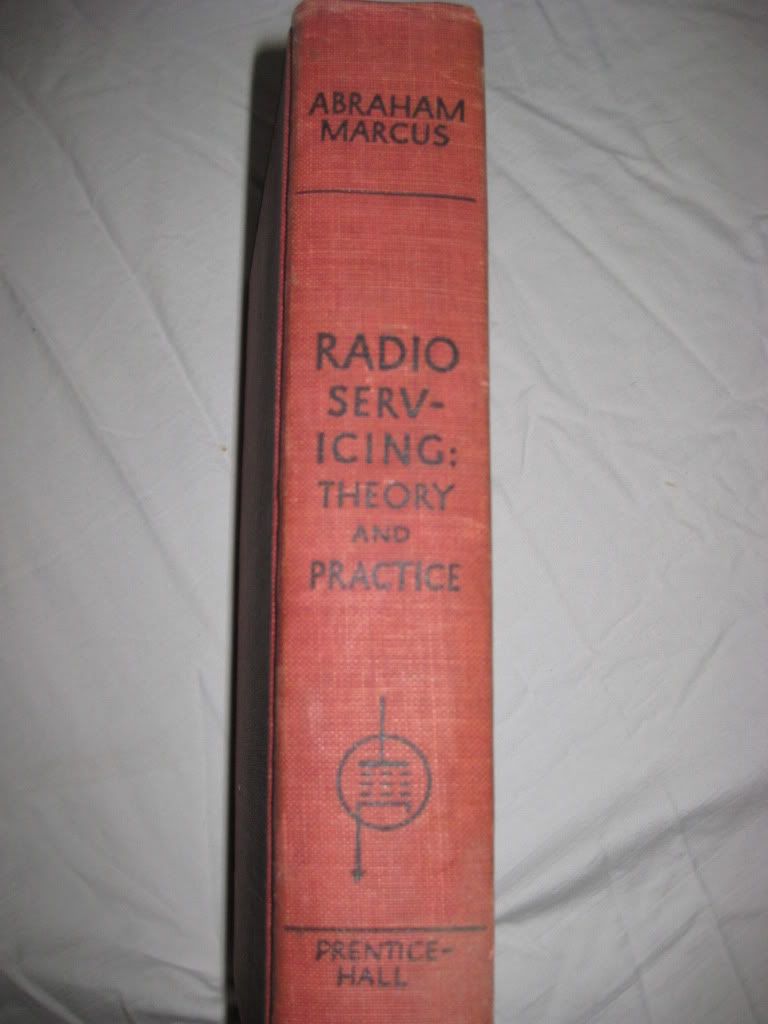 ABRAHAM
MARCUS
RADIO
SERV-
ICING:
THEORY
AND
PRACTICE
PRENTICE-
HALL